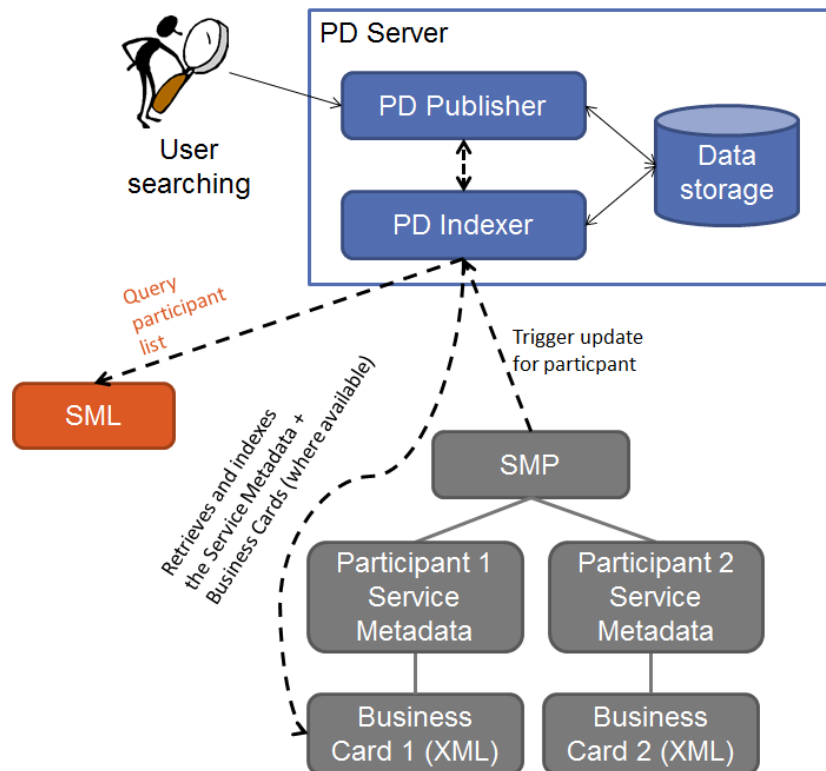 PD Server
PD Publisher
User
searching
Data
storage
PD Indexer
Query
participant
list
Trigger update
for particpant
SML
Retrieves and indexes
the Service Metadata +
Business Cards (where available)
SMP
Participant 1
Service
Metadata
Participant 2
Service
Metadata
Business
Card 1 (XML)
Business
Card 2 (XML)